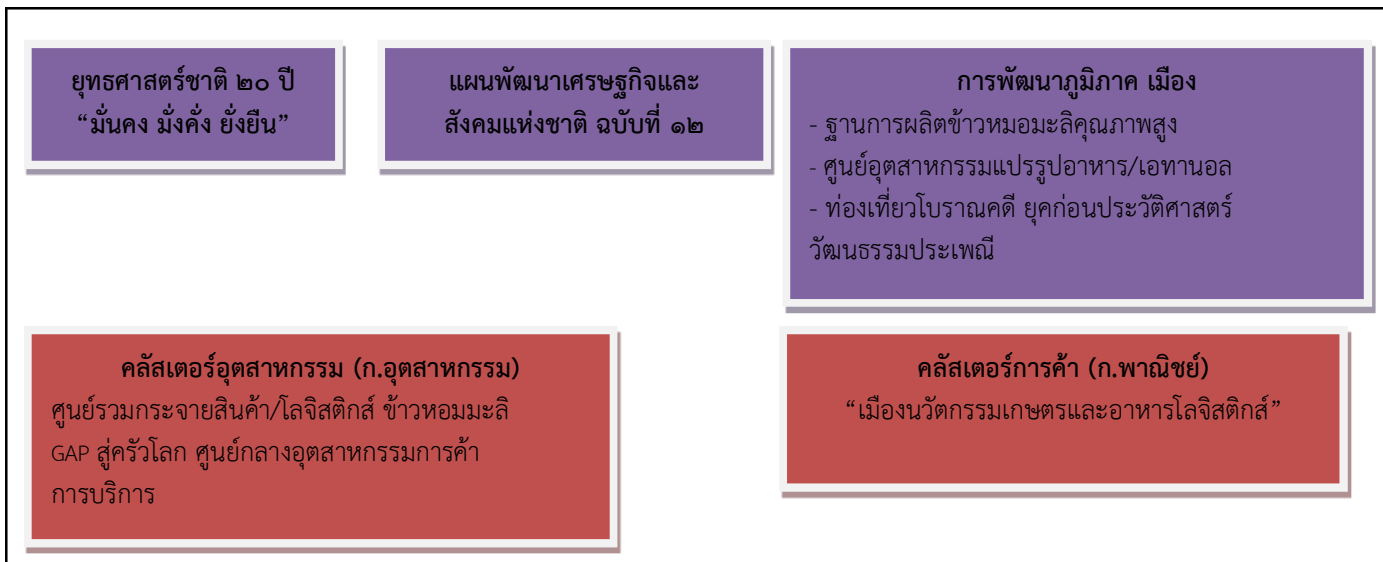 ยุทธศาสตร์ชาติ ๒๐ ปี
“มั่นคง มั่งคั่ง ยั่งยืน”
แผนพัฒนาเศรษฐกิจและ
สังคมแห่งชาติ ฉบับที่ ๑๒
การพัฒนาภูมิภาค เมือง
- ฐานการผลิตข้าวหอมมะลิคุณภาพสูง
- ศูนย์อุตสาหกรรมแปรรูปอาหาร/เอทานอล
- ท่องเที่ยวโบราณคดี ยุคก่อนประวัติศาสตร์
วัฒนธรรมประเพณี
คลัสเตอร์อุตสาหกรรม (ก.อุตสาหกรรม)
ศูนย์รวมกระจายสินค้า/โลจิสติกส์ ข้าวหอมมะลิ
GAP สู่ครัวโลก ศูนย์กลางอุตสาหกรรมการค้า
การบริการ
คลัสเตอร์การค้า (ก.พาณิชย์)
“เมืองนวัตกรรมเกษตรและอาหารโลจิสติกส์”